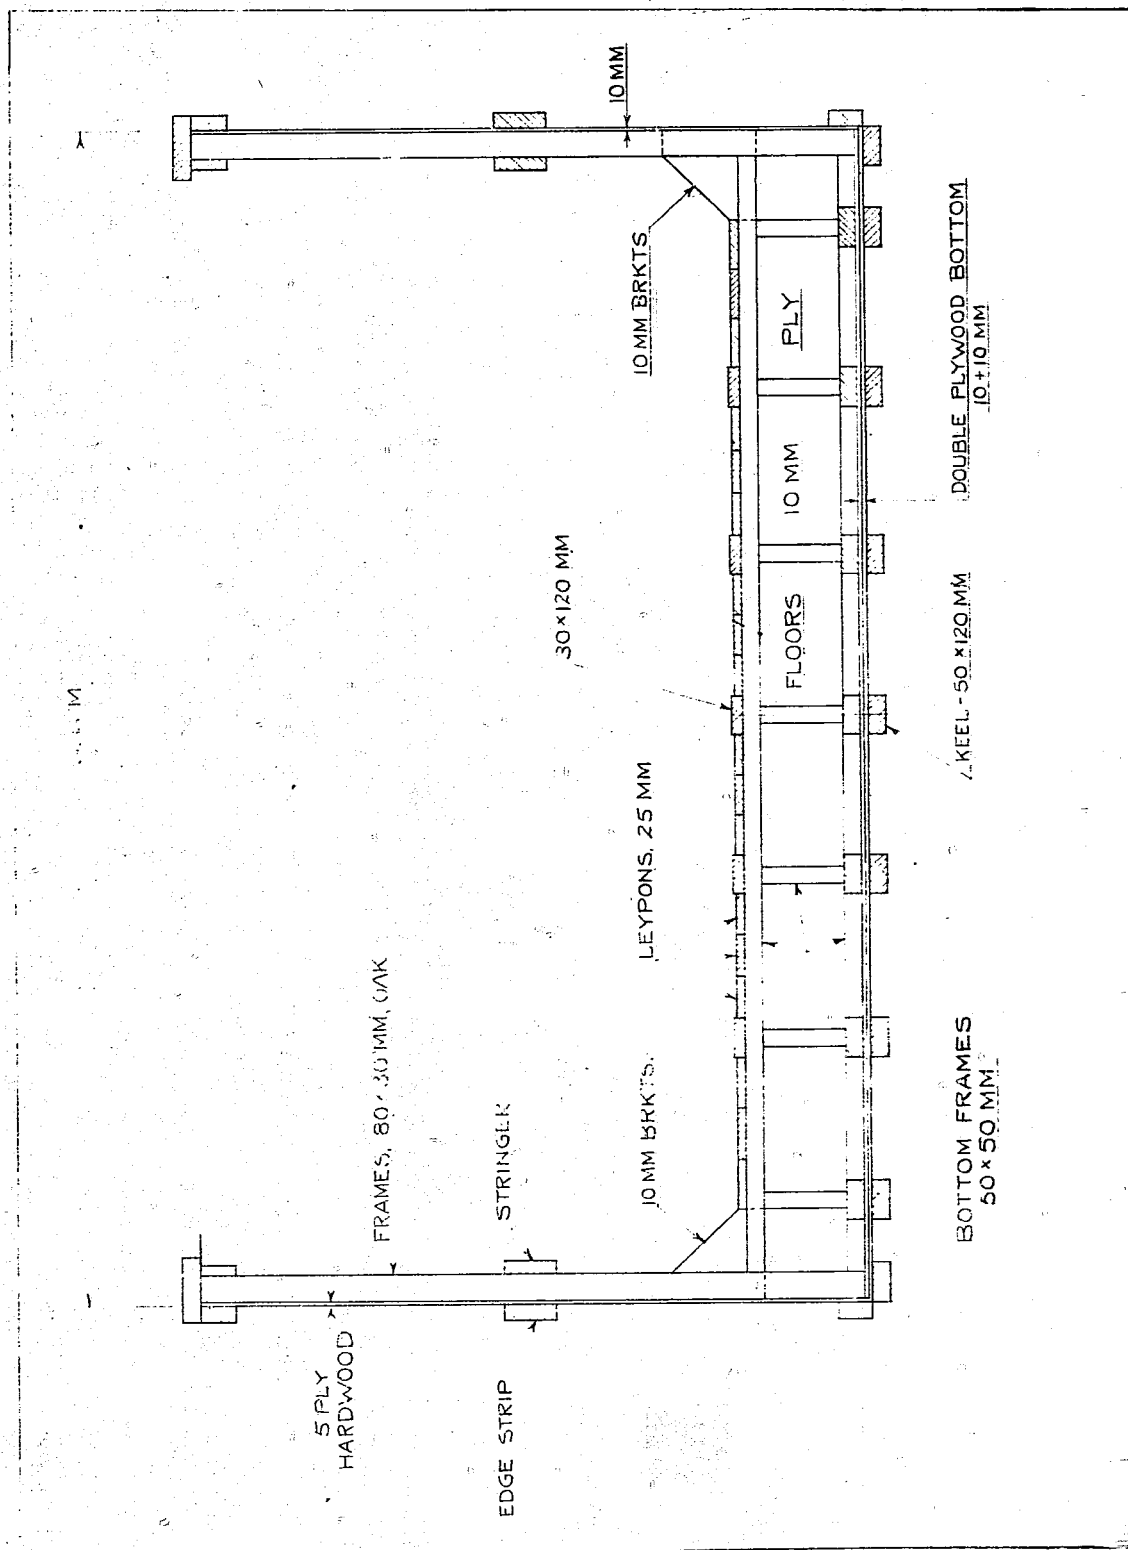 5 PLY
HARDWOOD
FRAMES, 80 × 30 MM, OAK
EDGE STRIP
STRINGER
10 MM BRKTS.
LEYPONS, 25 MM
30 × 120 MM
10 MM BRKTS
10 MM
FLOORS 10 MM PLY
BOTTOM FRAMES
50 × 50 MM
KEEL - 50 × 120 MM
DOUBLE PLYWOOD BOTTOM
10 + 10 MM